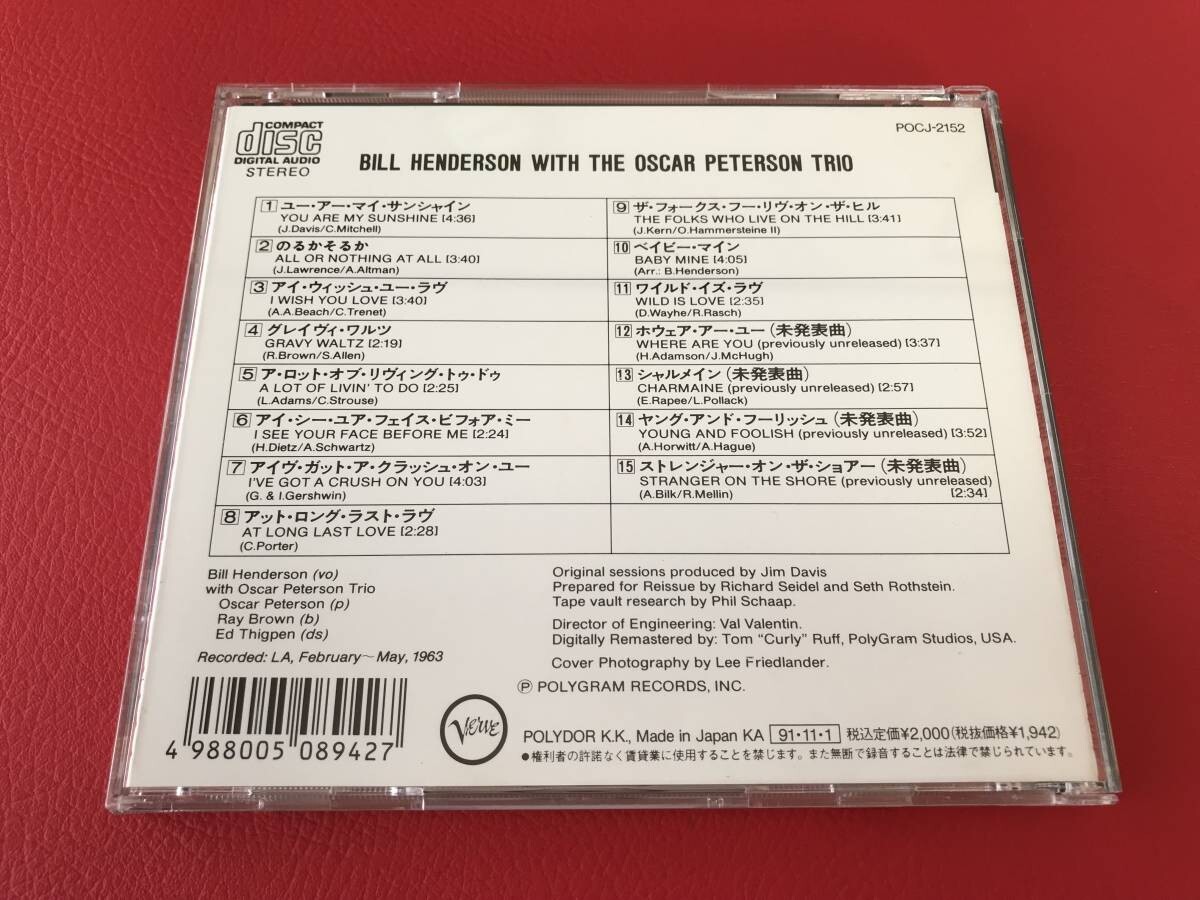 COMPACT
disc
DIGITAL AUDIO
STEREO
POCJ-2152
BILL HENDERSON WITH THE OSCAR PETERSON TRIO
1 ユー・アー・マイ・サンシャイン
YOU ARE MY SUNSHINE [4:36]
(J.Davis/C.Mitchell)
2 のるかそるか
ALL OR NOTHING AT ALL [3:40]
(J.Lawrence/A.Altman)
3 アイ・ウィッシュ・ユー・ラヴ
I WISH YOU LOVE [3:40]
(A.A.Beach/C.Trenet)
4 グレイヴィ・ワルツ
GRAVY WALTZ [2:19]
(R.Brown/S.Allen)
5 ア・ロット・オブ・リヴィング・トゥ・ドゥ
A LOT OF LIVIN' TO DO [2:25]
(L.Adams/C.Strouse)
6 アイ・シー・ユア・フェイス・ビフォア・ミー
I SEE YOUR FACE BEFORE ME [2:24]
(H.Dietz/A.Schwartz)
7 アイヴ・ガット・ア・クラッシュ・オン・ユー
I'VE GOT A CRUSH ON YOU [4:03]
(G. & I.Gershwin)
8 アット・ロング・ラスト・ラヴ
AT LONG LAST LOVE [2:28]
(C.Porter)
9 ザ・フォークス・フー・リヴ・オン・ザ・ヒル
THE FOLKS WHO LIVE ON THE HILL [3:41]
(J.Kern/O.Hammersteine II)
10 ベイビー・マイン
BABY MINE [4:05]
(Arr.: B.Henderson)
11 ワイルド・イズ・ラヴ
WILD IS LOVE [2:35]
(D.Wayhe/R.Rasch)
12 ホウェア・アー・ユー (未発表曲)
WHERE ARE YOU (previously unreleased) [3:37]
(H.Adamson/J.McHugh)
13 シャルメイン (未発表曲)
CHARMAINE (previously unreleased) [2:57]
(E.Rapee/L.Pollack)
14 ヤング・アンド・フーリッシュ (未発表曲)
YOUNG AND FOOLISH (previously unreleased) [3:52]
(A.Horwitt/A.Hague)
15 ストレンジャー・オン・ザ・ショアー (未発表曲)
STRANGER ON THE SHORE (previously unreleased)
(A.Bilk/R.Mellin) [2:34]
Bill Henderson (vo)
with Oscar Peterson Trio
Oscar Peterson (p)
Ray Brown (b)
Ed Thigpen (ds)
Recorded: LA, February~May, 1963
Original sessions produced by Jim Davis
Prepared for Reissue by Richard Seidel and Seth Rothstein.
Tape vault research by Phil Schaap.
Director of Engineering: Val Valentin.
Digitally Remastered by: Tom "Curly" Ruff, PolyGram Studios, USA.
Cover Photography by Lee Friedlander.
Ⓟ POLYGRAM RECORDS, INC.
4 988005 089427
Verve
POLYDOR K.K., Made in Japan KA 91・11・1 税込定価¥2,000(税抜価格¥1,942)
●権利者の許諾なく賃貸業に使用することを禁じます。また無断で録音することは法律で禁じられています。